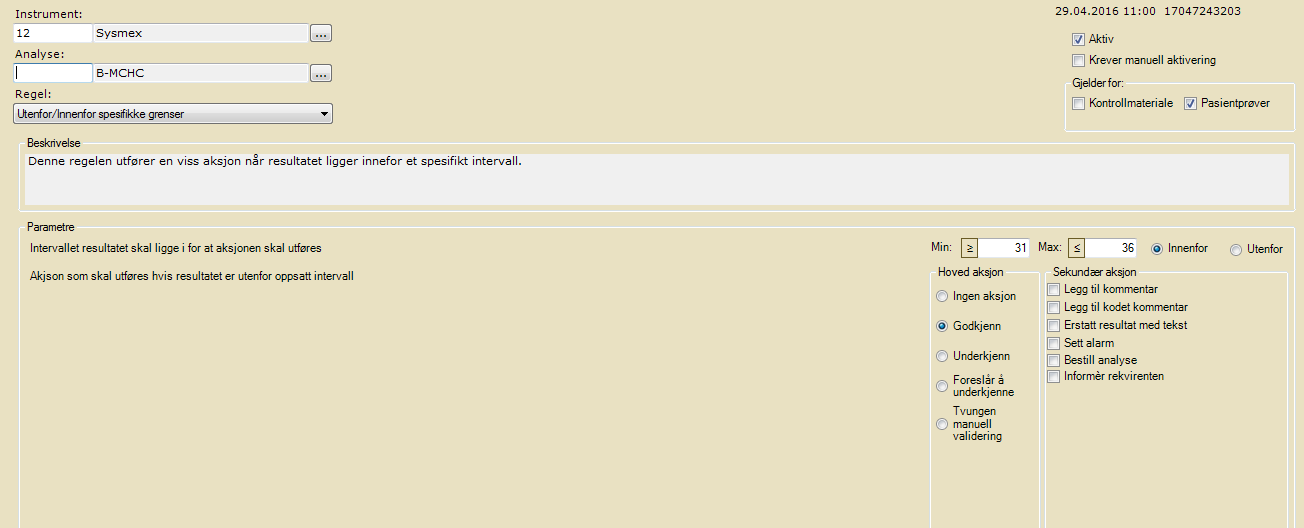 Instrument:
29.04.2016 11:00 17047243203
12 Sysmex ...
Aktiv
Analyse:
Krever manuell aktivering
B-MCHC ...
Gjelder for:
Regel:
Kontrollmateriale Pasientprøver
Utenfor/Innenfor spesifikke grenser
Beskrivelse
Denne regelen utfører en viss aksjon når resultatet ligger innefor et spesifikt intervall.
Parametre
Intervallet resultatet skal ligge i for at aksjonen skal utføres Min: ≥ 31 Max: ≤ 36 Innenfor Utenfor
Akjson som skal utføres hvis resultatet er utenfor oppsatt intervall
Hoved aksjon
Ingen aksjon
Godkjenn
Underkjenn
Foreslår å
underkjenne
Tvungen
manuell
validering
Sekundær aksjon
Legg til kommentar
Legg til kodet kommentar
Erstatt resultat med tekst
Sett alarm
Bestill analyse
Informèr rekvirenten